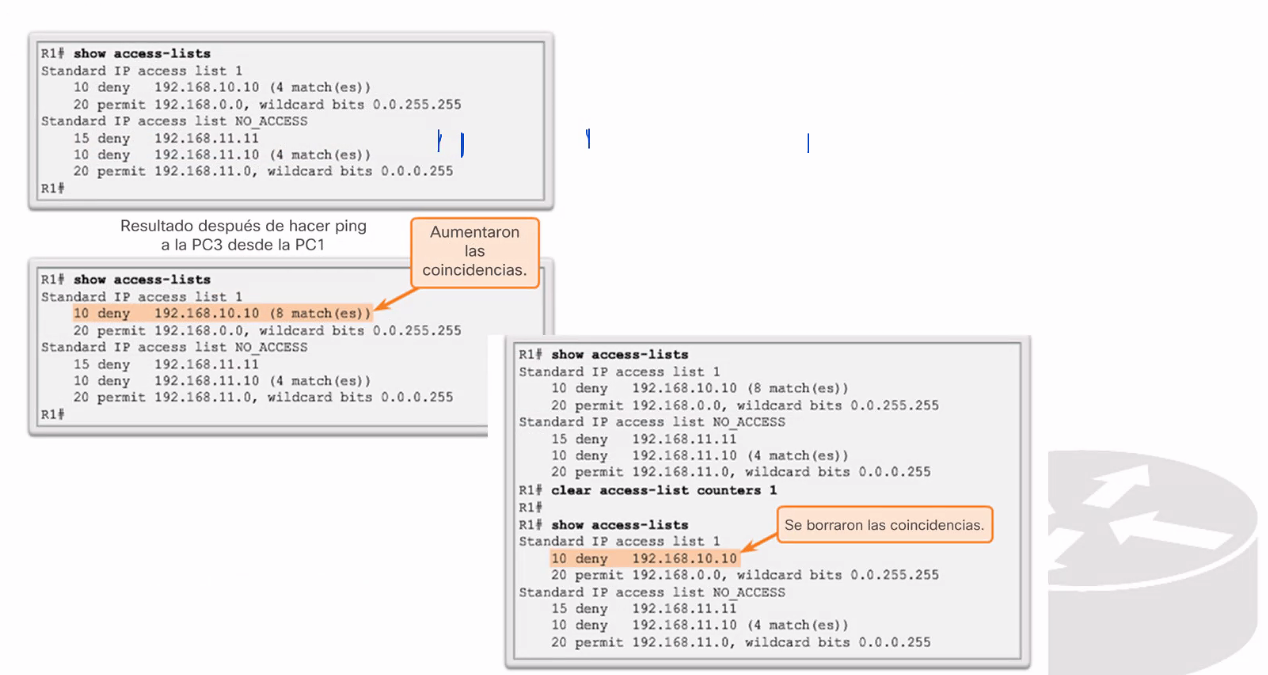 R1# show access-lists
Standard IP access list 1
10 deny 192.168.10.10 (4 match(es))
20 permit 192.168.0.0, wildcard bits 0.0.255.255
Standard IP access list NO_ACCESS
15 deny 192.168.11.11
10 deny 192.168.11.10 (4 match(es))
20 permit 192.168.11.0, wildcard bits 0.0.0.255
R1#
Resultado después de hacer ping
a la PC3 desde la PC1
Aumentaron
las
coincidencias.
R1# show access-lists
Standard IP access list 1
10 deny 192.168.10.10 (8 match(es))
20 permit 192.168.0.0, wildcard bits 0.0.255.255
Standard IP access list NO_ACCESS
15 deny 192.168.11.11
10 deny 192.168.11.10 (4 match(es))
20 permit 192.168.11.0, wildcard bits 0.0.0.255
R1#
R1# show access-lists
Standard IP access list 1
10 deny 192.168.10.10 (8 match(es))
20 permit 192.168.0.0, wildcard bits 0.0.255.255
Standard IP access list NO_ACCESS
15 deny 192.168.11.11
10 deny 192.168.11.10 (4 match(es))
20 permit 192.168.11.0, wildcard bits 0.0.0.255
R1# clear access-list counters 1
R1#
R1# show access-lists
Se borraron las coincidencias.
Standard IP access list 1
10 deny 192.168.10.10
20 permit 192.168.0.0, wildcard bits 0.0.255.255
Standard IP access list NO_ACCESS
15 deny 192.168.11.11
10 deny 192.168.11.10 (4 match(es))
20 permit 192.168.11.0, wildcard bits 0.0.0.255